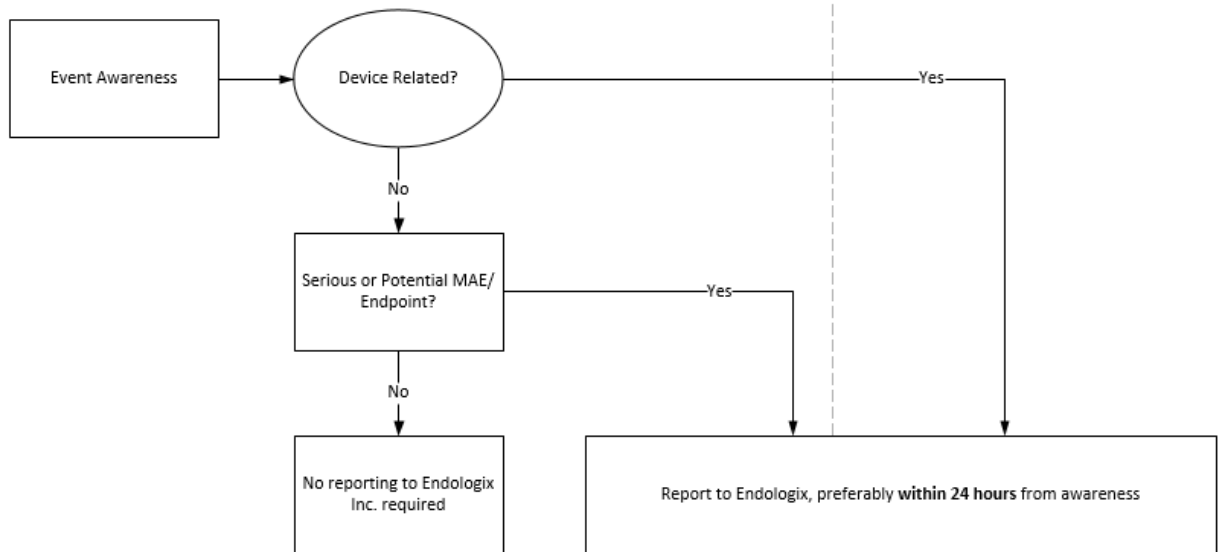 Event Awareness
Device Related?
Yes
No
Serious or Potential MAE/
Endpoint?
Yes
No
No reporting to Endologix
Inc. required
Report to Endologix, preferably within 24 hours from awareness